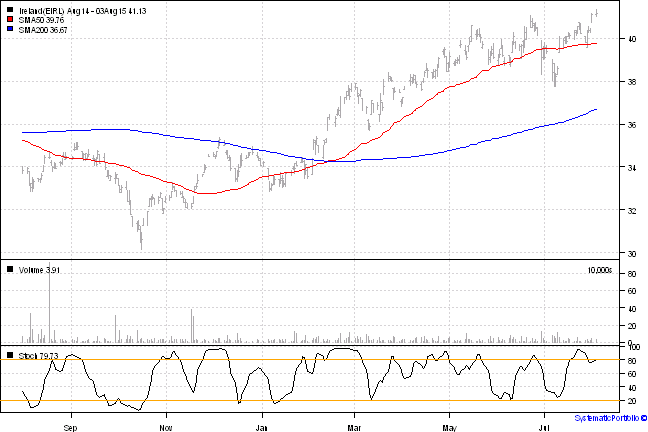 Ireland(EIRL) Aug14 - 03Aug15 41.13
SMA50 39.76
SMA200 36.67
40
38
36
34
32
30
Volume 3.91
10,000s
80
60
40
20
0
Stoch 79.73
100
80
60
40
20
Sep
Nov
Jan
Mar
May
Jul
SystematicPortfolio ©